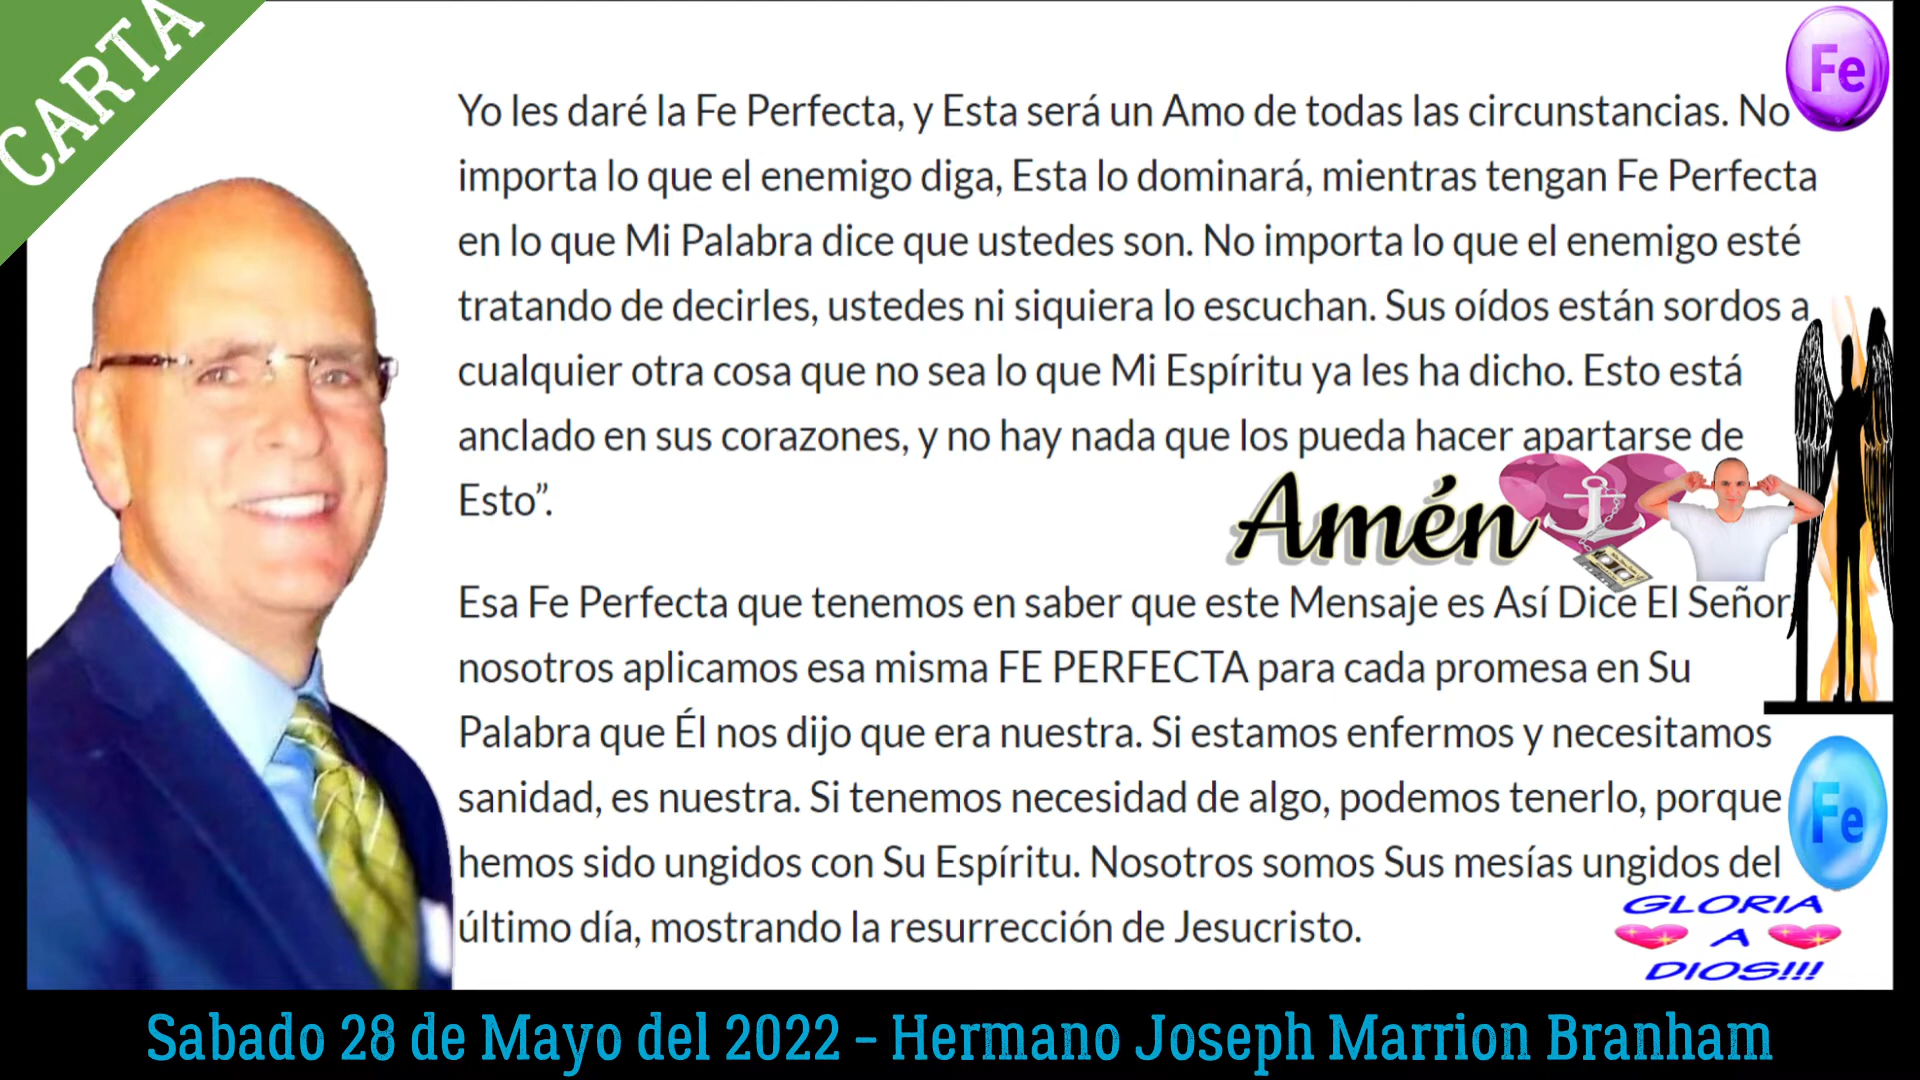 CARTA
Yo les daré la Fe Perfecta, y Esta será un Amo de todas las circunstancias. No
importa lo que el enemigo diga, Esta lo dominará, mientras tengan Fe Perfecta
en lo que Mi Palabra dice que ustedes son. No importa lo que el enemigo esté
tratando de decirles, ustedes ni siquiera lo escuchan. Sus oídos están sordos a
cualquier otra cosa que no sea lo que Mi Espíritu ya les ha dicho. Esto está
anclado en sus corazones, y no hay nada que los pueda hacer apartarse de
Esto”.
Amén
Esa Fe Perfecta que tenemos en saber que este Mensaje es Así Dice El Señor,
nosotros aplicamos esa misma FE PERFECTA para cada promesa en Su
Palabra que Él nos dijo que era nuestra. Si estamos enfermos y necesitamos
sanidad, es nuestra. Si tenemos necesidad de algo, podemos tenerlo, porque
hemos sido ungidos con Su Espíritu. Nosotros somos Sus mesías ungidos del
último día, mostrando la resurrección de Jesucristo.
Fe
Fe
GLORIA
A
DIOS!!!
Sabado 28 de Mayo del 2022 - Hermano Joseph Marrion Branham